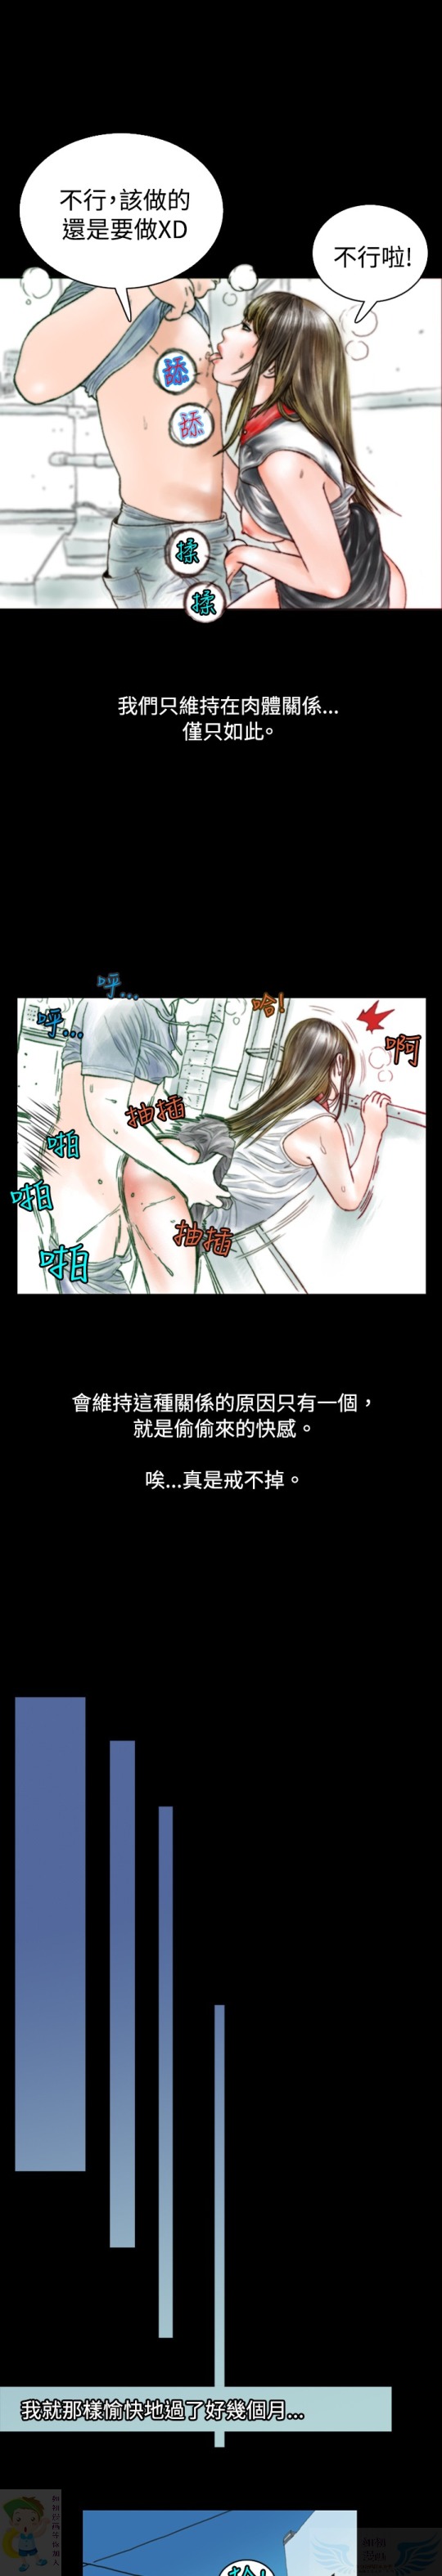 不行，該做的
還是要做XD
不行啦!
舔
舔
揉
揉
我們只維持在肉體關係...
僅只如此。
呼...
呼...
哈!
啊
抽插
啪
啪
抽插
啪
會維持這種關係的原因只有一個，
就是偷偷來的快感。
唉...真是戒不掉。
我就那樣愉快地過了好幾個月...